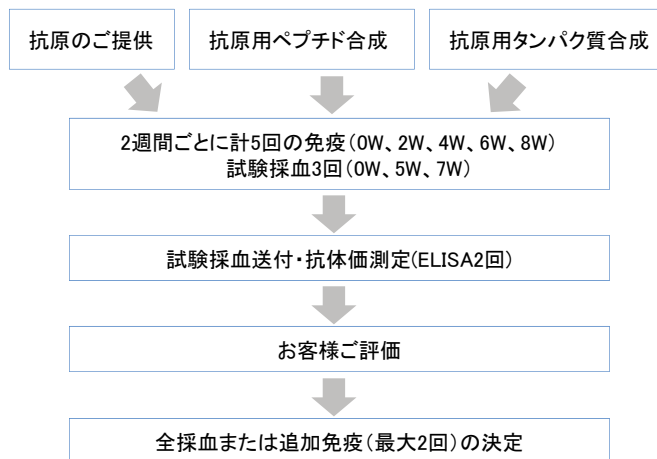 抗原のご提供
抗原用ペプチド合成
抗原用タンパク質合成
2週間ごとに計5回の免疫(0W、2W、4W、6W、8W)
試験採血3回(0W、5W、7W)
試験採血送付・抗体価測定(ELISA2回)
お客様ご評価
全採血または追加免疫(最大2回)の決定